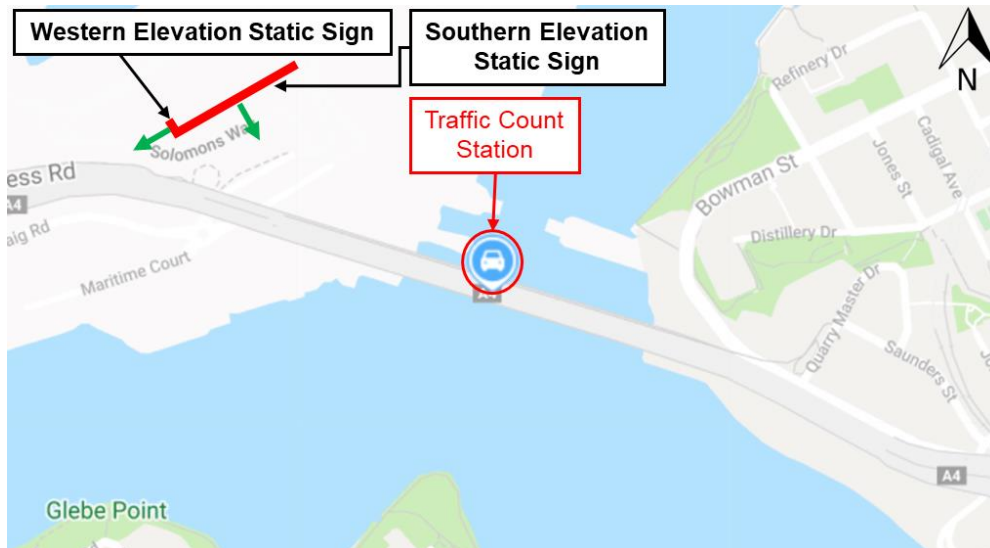 Western Elevation Static Sign
Southern Elevation
Static Sign
N
Traffic Count
Station
Refinery Dr
Cadigal Ave
Jones St
Bowman St
Solomons Way
ess Rd
A4
aig Rd
Maritime Court
Distillery Dr
A4
Quarry Master Dr
Saunders St
A4
Glebe Point